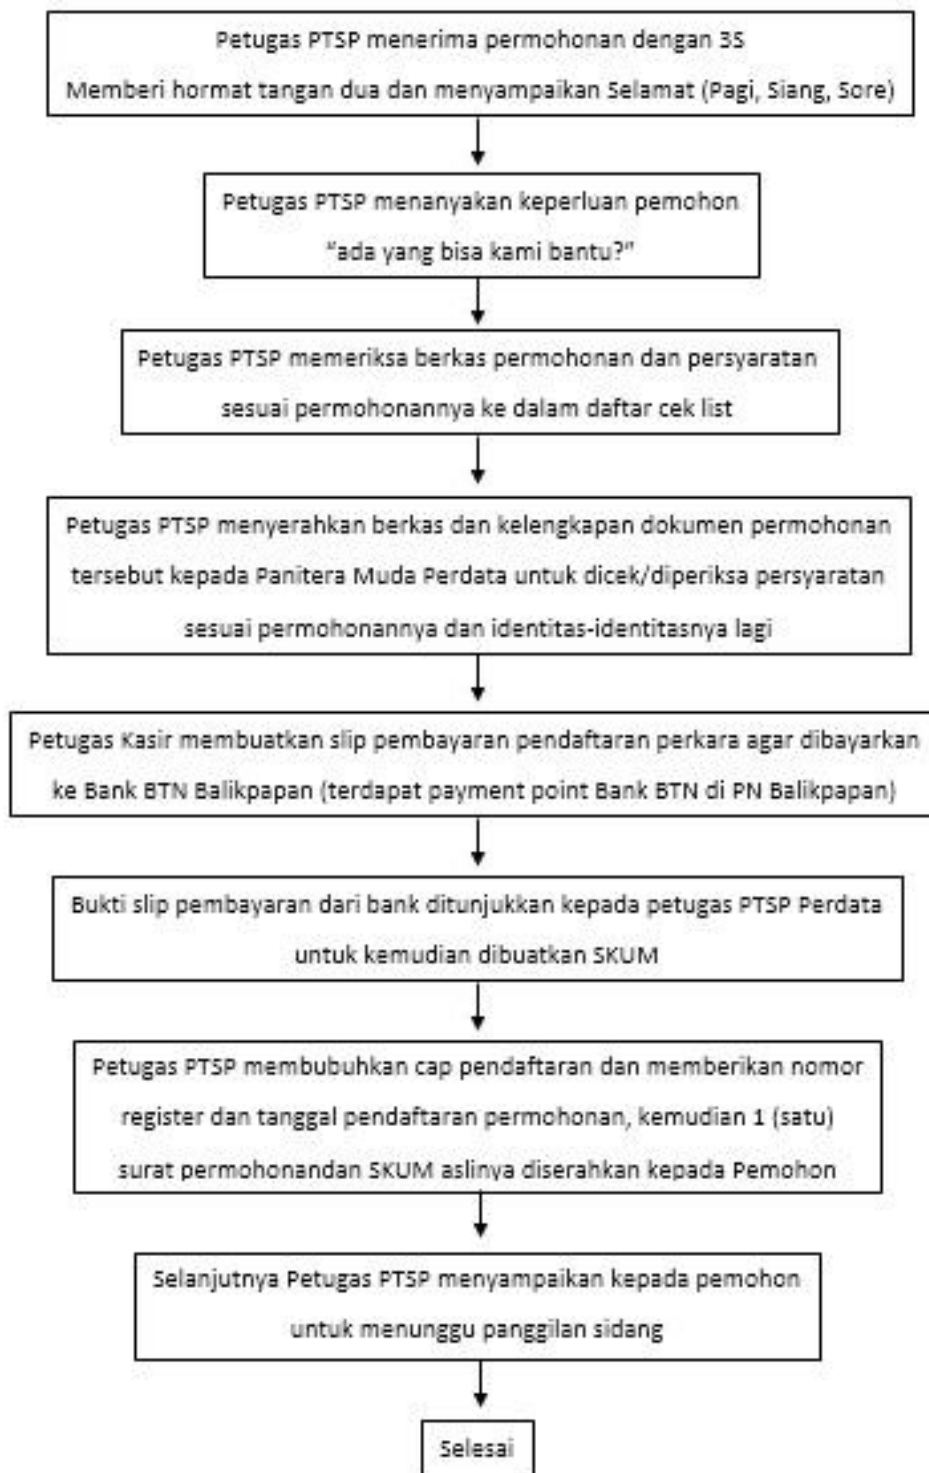 Petugas PTSP menerima permohonan dengan 3S
Memberi hormat tangan dua dan menyampaikan Selamat (Pagi, Siang, Sore)
Petugas PTSP menanyakan keperluan pemohon
"ada yang bisa kami bantu?"
Petugas PTSP memeriksa berkas permohonan dan persyaratan
sesuai permohonannya ke dalam daftar cek list
Petugas PTSP menyerahkan berkas dan kelengkapan dokumen permohonan
tersebut kepada Panitera Muda Perdata untuk dicek/diperiksa persyaratan
sesuai permohonannya dan identitas-identitasnya lagi
Petugas Kasir membuatkan slip pembayaran pendaftaran perkara agar dibayarkan
ke Bank BTN Balikpapan (terdapat payment point Bank BTN di PN Balikpapan)
Bukti slip pembayaran dari bank ditunjukkan kepada petugas PTSP Perdata
untuk kemudian dibuatkan SKUM
Petugas PTSP membubuhkan cap pendaftaran dan memberikan nomor
register dan tanggal pendaftaran permohonan, kemudian 1 (satu)
surat permohonandan SKUM aslinya diserahkan kepada Pemohon
Selanjutnya Petugas PTSP menyampaikan kepada pemohon
untuk menunggu panggilan sidang
Selesai